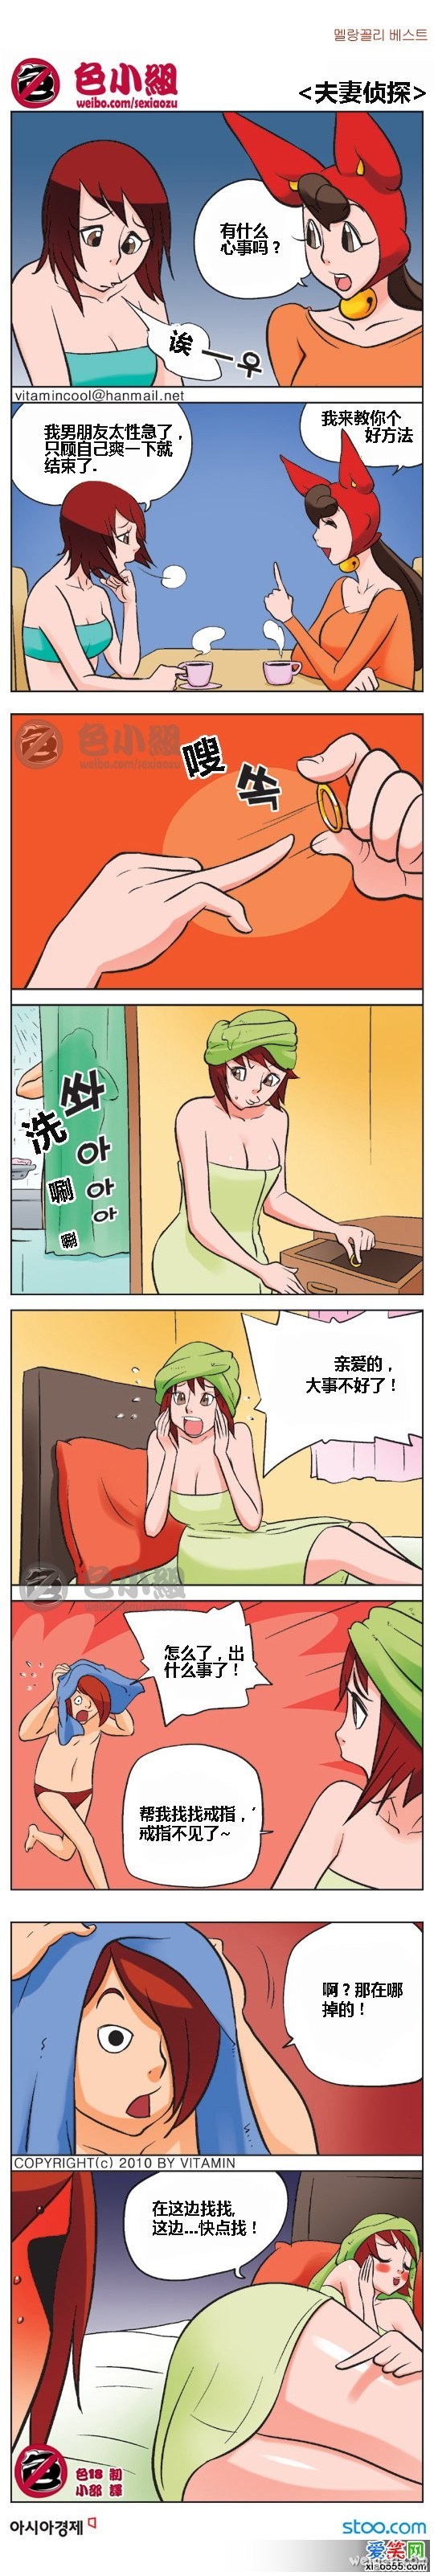 멜랑꼴리 베스트
色小組
weibo.com/sexiaozu
<夫妻侦探>
有什么
心事吗？
诶
우
vitamincool@hanmail.net
我男朋友太性急了，
只顾自己爽一下就
结束了.
我来教你个
好方法
色小組
weibo.com/sexiaozu
嗖
쏙
洗
唰
唰
쏴
아
아
아
亲爱的，
大事不好了！
色小組
怎么了，出
什么事了！
帮我找找戒指，
戒指不见了~
啊？那在哪
掉的！
COPYRIGHT(c) 2010 BY VITAMIN
在这边找找,
这边...快点找！
色18 初
小部 譯
아시아경제
stoo.com
爱笑网